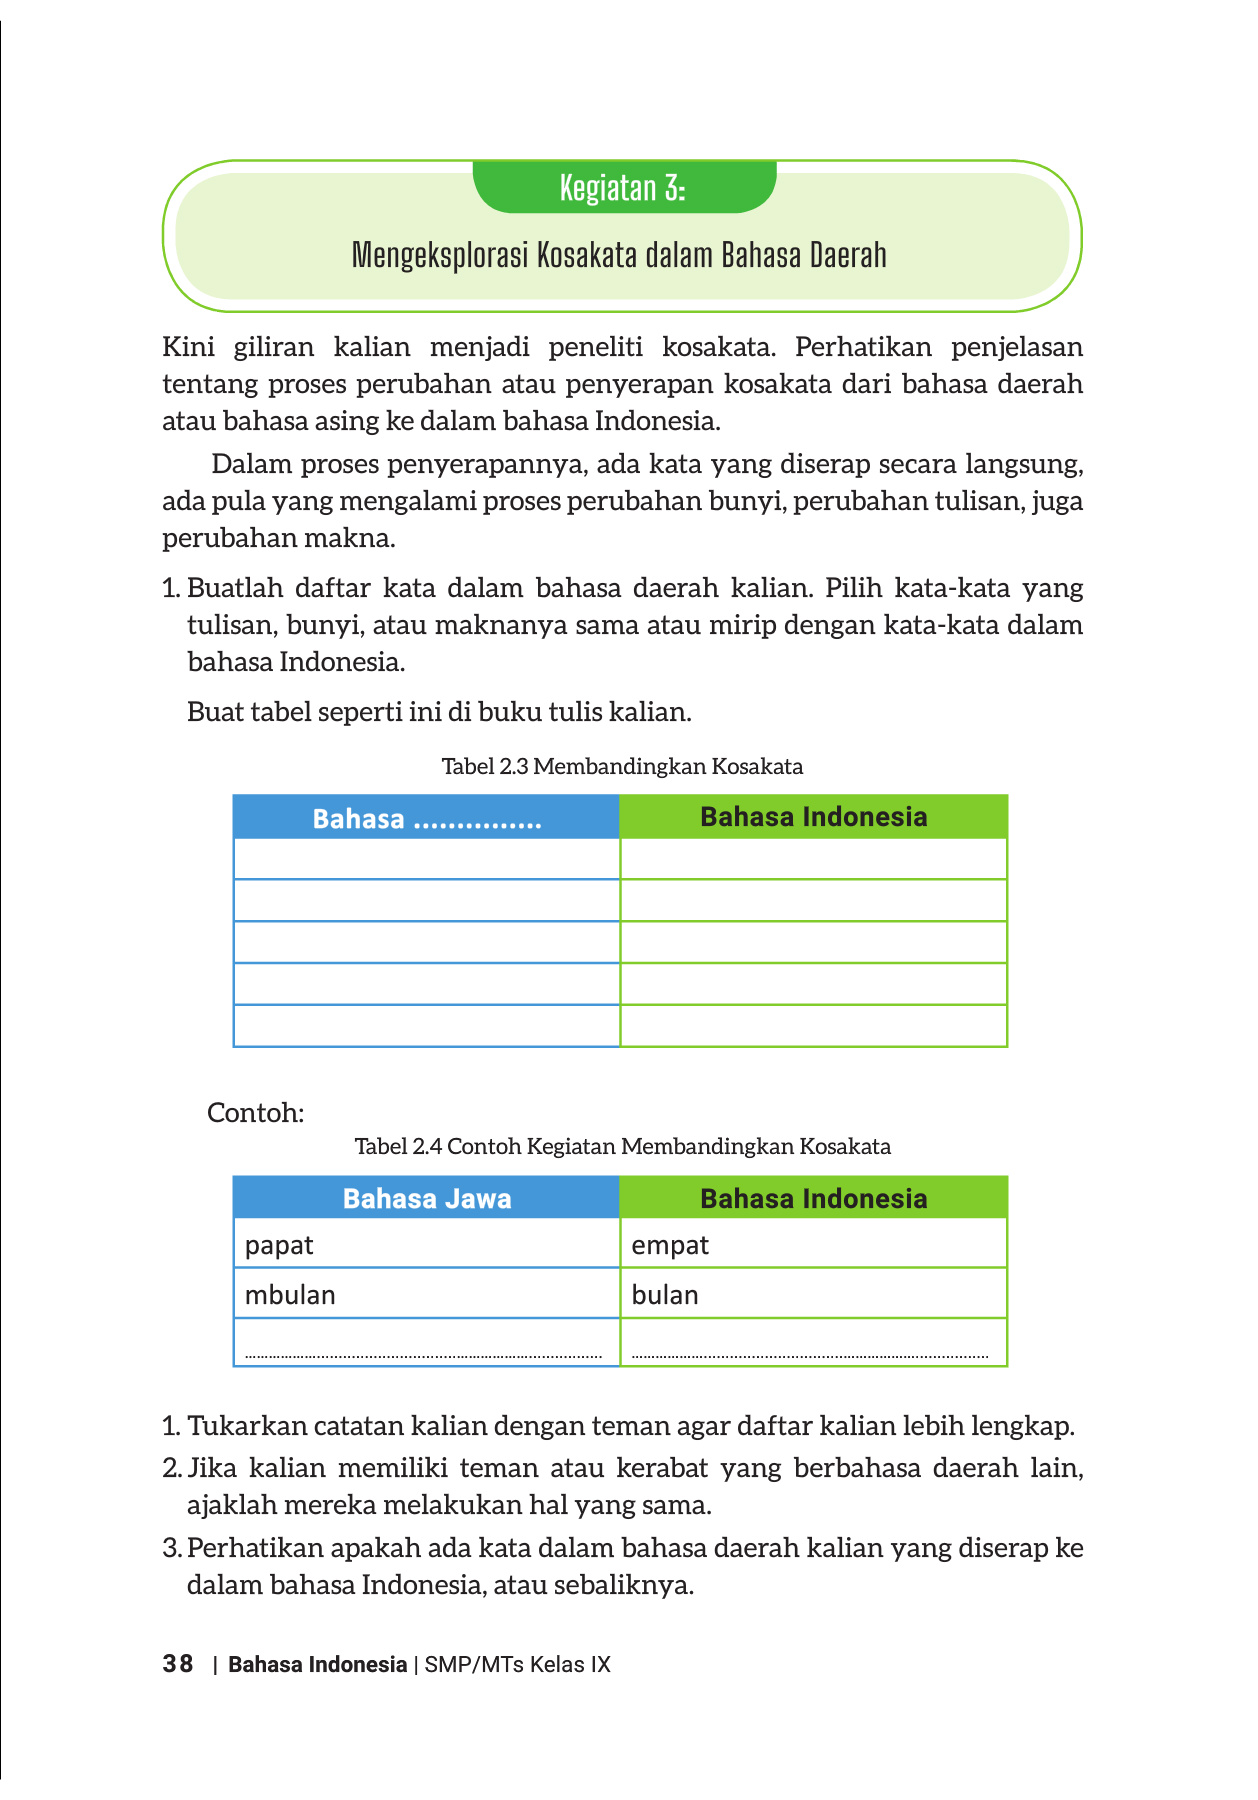 Kegiatan 3:
Mengeksplorasi Kosakata dalam Bahasa Daerah
Kini giliran kalian menjadi peneliti kosakata. Perhatikan penjelasan
tentang proses perubahan atau penyerapan kosakata dari bahasa daerah
atau bahasa asing ke dalam bahasa Indonesia.
Dalam proses penyerapannya, ada kata yang diserap secara langsung,
ada pula yang mengalami proses perubahan bunyi, perubahan tulisan, juga
perubahan makna.
1. Buatlah daftar kata dalam bahasa daerah kalian. Pilih kata-kata yang
tulisan, bunyi, atau maknanya sama atau mirip dengan kata-kata dalam
bahasa Indonesia.
Buat tabel seperti ini di buku tulis kalian.
Tabel 2.3 Membandingkan Kosakata
Bahasa ............... Bahasa Indonesia
Contoh:
Tabel 2.4 Contoh Kegiatan Membandingkan Kosakata
Bahasa Jawa Bahasa Indonesia
papat empat
mbulan bulan
................................................................................ ................................................................................
1. Tukarkan catatan kalian dengan teman agar daftar kalian lebih lengkap.
2. Jika kalian memiliki teman atau kerabat yang berbahasa daerah lain,
ajaklah mereka melakukan hal yang sama.
3. Perhatikan apakah ada kata dalam bahasa daerah kalian yang diserap ke
dalam bahasa Indonesia, atau sebaliknya.
38 | Bahasa Indonesia | SMP/MTs Kelas IX